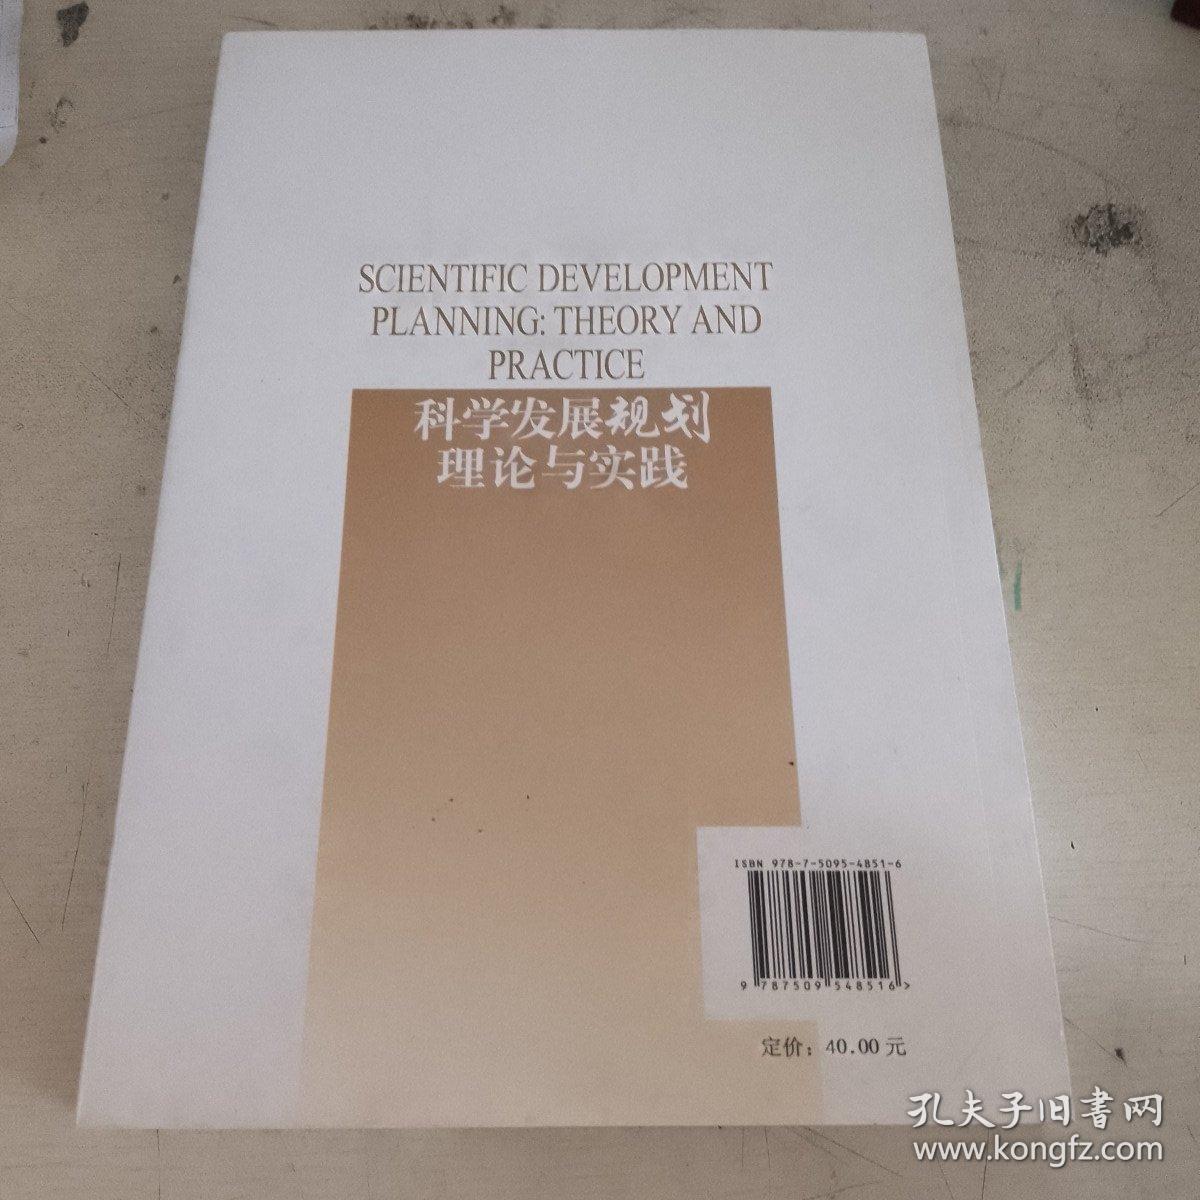 SCIENTIFIC DEVELOPMENT
PLANNING: THEORY AND
PRACTICE
科学发展规划
理论与实践
ISBN 978-7-5095-4851-6
9 787509 548516>
定价：40.00元
孔夫子旧書网
www.kongfz.com